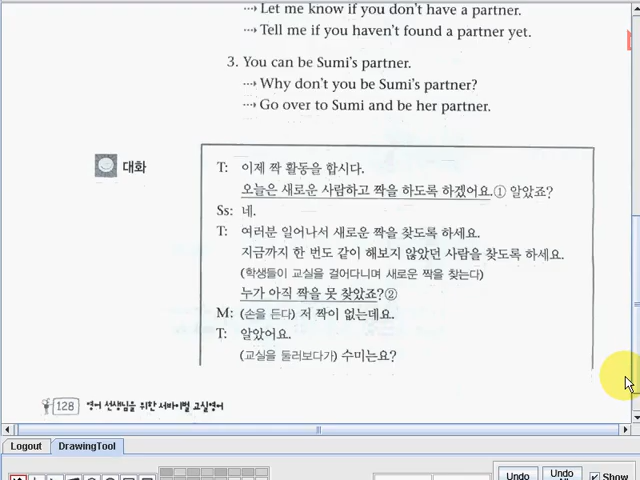 ⤑ Let me know if you don't have a partner.
⤑ Tell me if you haven't found a partner yet.
3. You can be Sumi's partner.
⤑ Why don't you be Sumi's partner?
⤑ Go over to Sumi and be her partner.
대화
T: 이제 짝 활동을 합시다.
오늘은 새로운 사람하고 짝을 하도록 하겠어요.① 알았죠?
Ss: 네.
T: 여러분 일어나서 새로운 짝을 찾도록 하세요.
지금까지 한 번도 같이 해보지 않았던 사람을 찾도록 하세요.
(학생들이 교실을 걸어다니며 새로운 짝을 찾는다)
누가 아직 짝을 못 찾았죠?②
M: (손을 든다) 저 짝이 없는데요.
T: 알았어요.
(교실을 둘러보다가) 수미는요?
128 영어 선생님을 위한 서바이벌 교실영어
Logout DrawingTool
Undo Undo Show